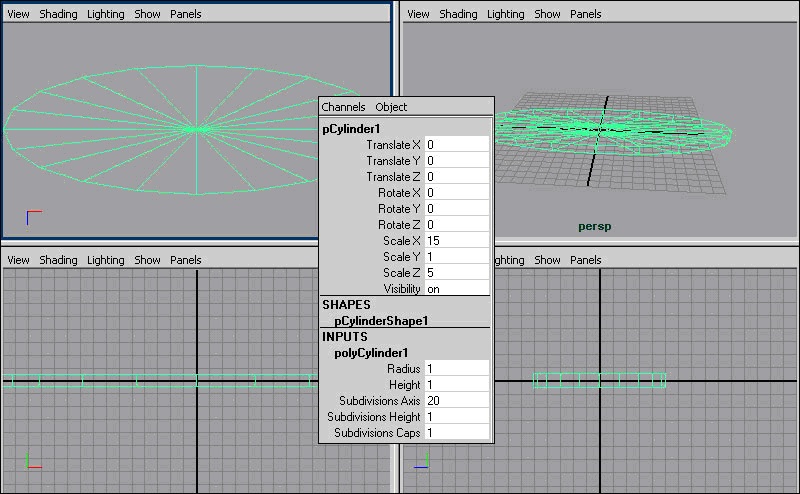 View Shading Lighting Show Panels
View Shading Lighting Show Panels
Channels Object
pCylinder1
Translate X 0
Translate Y 0
Translate Z 0
Rotate X 0
Rotate Y 0
Rotate Z 0
Scale X 15
Scale Y 1
Scale Z 5
Visibility on
SHAPES
pCylinderShape1
INPUTS
polyCylinder1
Radius 1
Height 1
Subdivisions Axis 20
Subdivisions Height 1
Subdivisions Caps 1
persp
View Shading Lighting Show Panels
Show Panels